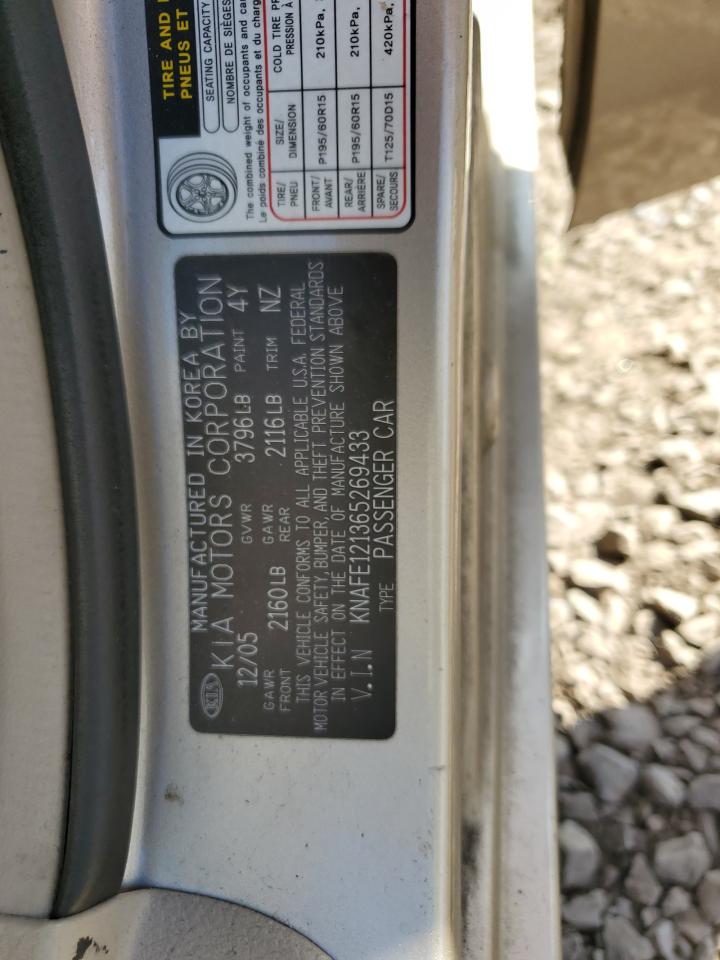 TIRE AND
PNEUS ET
SEATING CAPACITY
NOMBRE DE SIÈGES
The combined weight of occupants and
Le poids combiné des occupants et du
TIRE/ PNEU SIZE/ DIMENSION COLD TIRE
PRESSION À
FRONT/ AVANT P195/60R15 210kPa,
REAR/ ARRIÈRE P195/60R15 210kPa,
SPARE/ SECOURS T125/70D15 420kPa,
KIA
MANUFACTURED IN KOREA BY
KIA MOTORS CORPORATION
12/05 GVWR 3796LB PAINT 4Y
GAWR FRONT 2160LB GAWR REAR 2116LB TRIM NZ
THIS VEHICLE CONFORMS TO ALL APPLICABLE U.S.A. FEDERAL
MOTOR VEHICLE SAFETY, BUMPER, AND THEFT PREVENTION STANDARDS
IN EFFECT ON THE DATE OF MANUFACTURE SHOWN ABOVE
V.I.N KNAFE121365269433
TYPE PASSENGER CAR